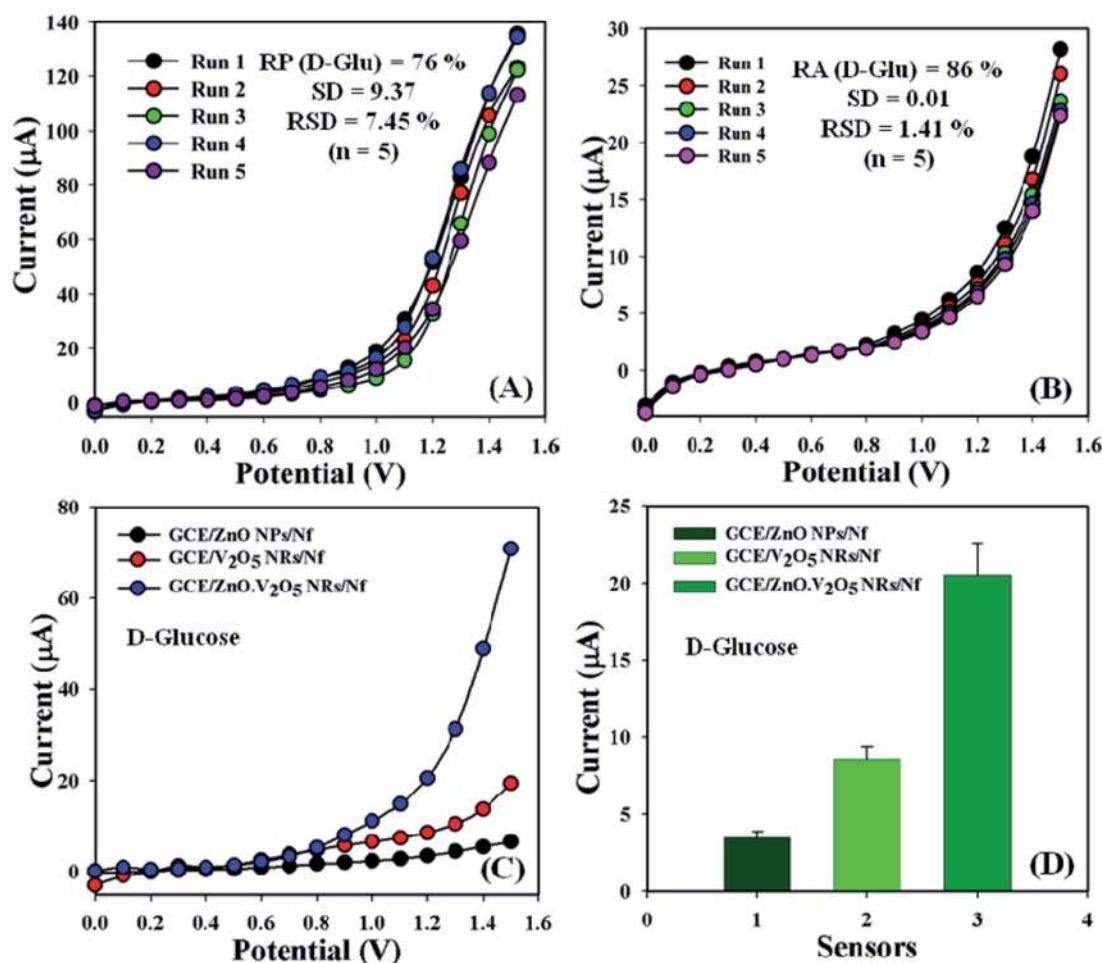 140
120
100
80
60
40
20
0
Current (µA)
Run 1
Run 2
Run 3
Run 4
Run 5
RP (D-Glu) = 76 %
SD = 9.37
RSD = 7.45 %
(n = 5)
(A)
0.0 0.2 0.4 0.6 0.8 1.0 1.2 1.4 1.6
Potential (V)
30
25
20
15
10
5
0
Current (µA)
Run 1
Run 2
Run 3
Run 4
Run 5
RA (D-Glu) = 86 %
SD = 0.01
RSD = 1.41 %
(n = 5)
(B)
0.0 0.2 0.4 0.6 0.8 1.0 1.2 1.4 1.6
Potential (V)
80
60
40
20
0
Current (µA)
GCE/ZnO NPs/Nf
GCE/V₂O₅ NRs/Nf
GCE/ZnO.V₂O₅ NRs/Nf
D-Glucose
(C)
0.0 0.2 0.4 0.6 0.8 1.0 1.2 1.4 1.6
Potential (V)
25
20
15
10
5
0
Current (µA)
GCE/ZnO NPs/Nf
GCE/V₂O₅ NRs/Nf
GCE/ZnO.V₂O₅ NRs/Nf
D-Glucose
(D)
0 1 2 3 4
Sensors